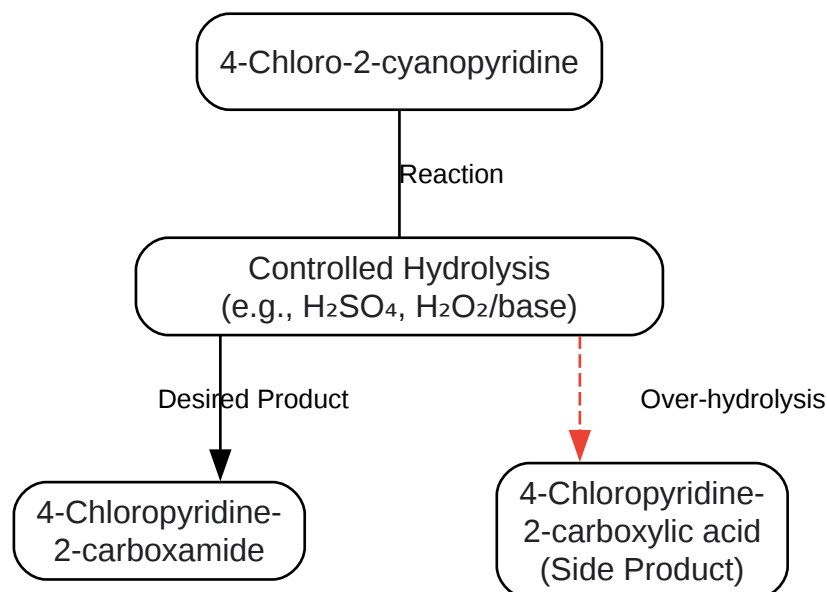 4-Chloro-2-cyanopyridine
Reaction
Controlled Hydrolysis
(e.g., H₂SO₄, H₂O₂/base)
Desired Product
Over-hydrolysis
4-Chloropyridine-
2-carboxamide
4-Chloropyridine-
2-carboxylic acid
(Side Product)